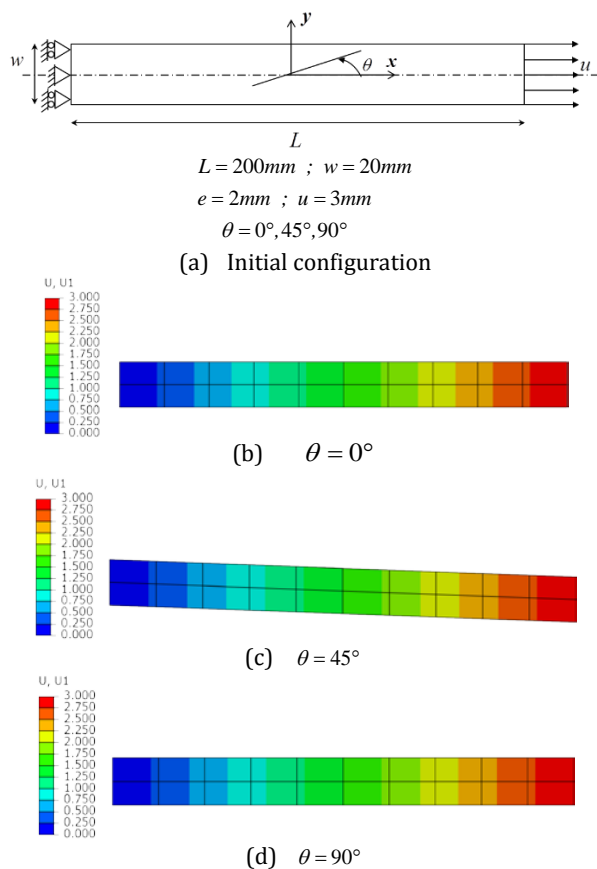 y
w
θ
x
u
L
L = 200mm ; w = 20mm
e = 2mm ; u = 3mm
θ = 0°, 45°, 90°
(a) Initial configuration
U, U1
3.000
2.750
2.500
2.250
2.000
1.750
1.500
1.250
1.000
0.750
0.500
0.250
0.000
(b) θ = 0°
U, U1
3.000
2.750
2.500
2.250
2.000
1.750
1.500
1.250
1.000
0.750
0.500
0.250
0.000
(c) θ = 45°
U, U1
3.000
2.750
2.500
2.250
2.000
1.750
1.500
1.250
1.000
0.750
0.500
0.250
0.000
(d) θ = 90°